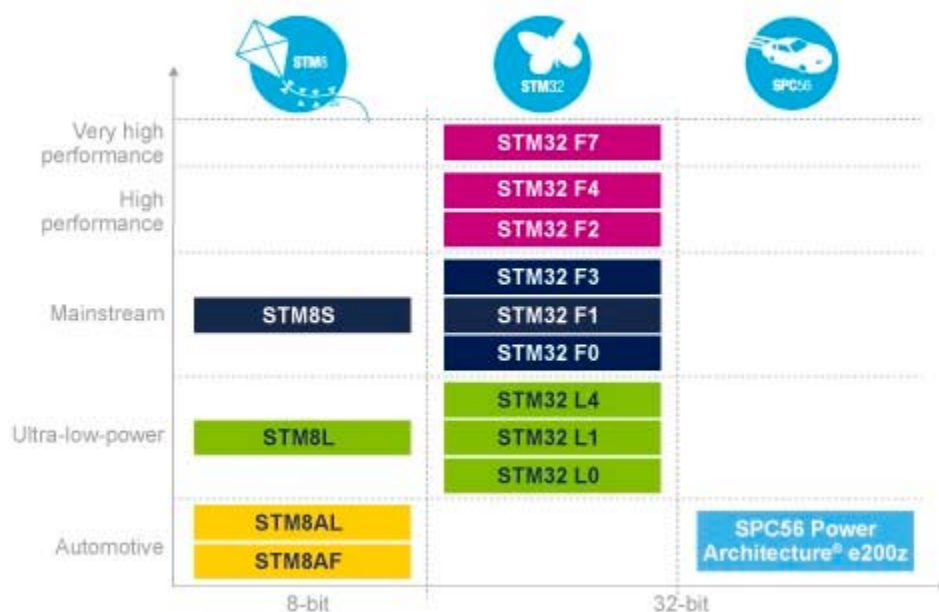 STM8
STM32
SPC56
Very high
performance
STM32 F7
High
performance
STM32 F4
STM32 F2
Mainstream
STM8S
STM32 F3
STM32 F1
STM32 F0
Ultra-low-power
STM8L
STM32 L4
STM32 L1
STM32 L0
Automotive
STM8AL
STM8AF
SPC56 Power
Architecture® e200z
8-bit
32-bit